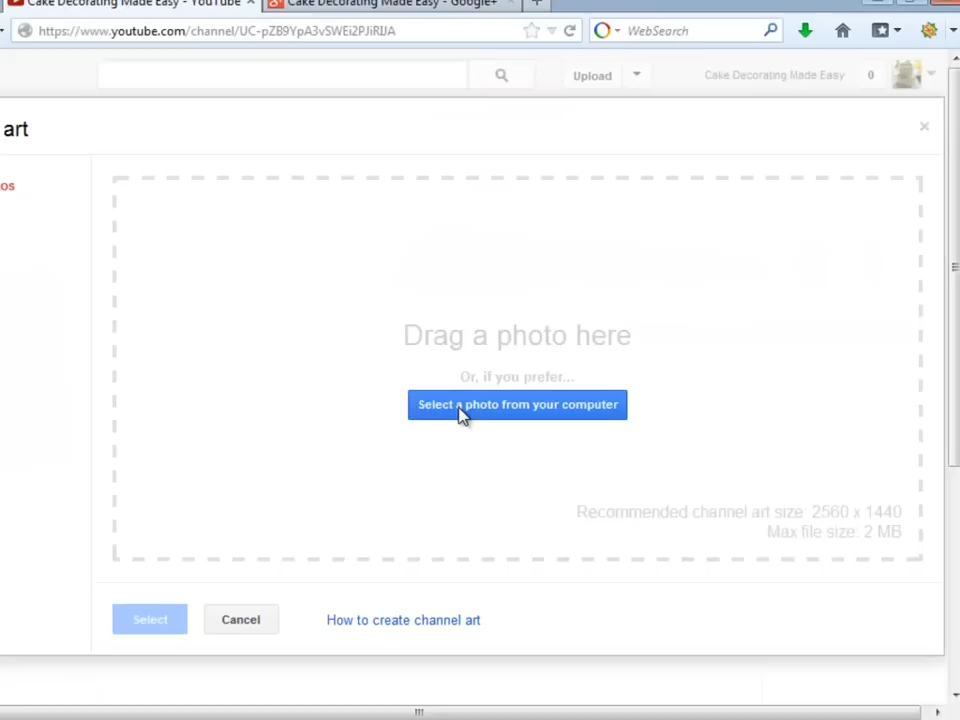 Cake Decorating Made Easy - YouTube
Cake Decorating Made Easy - Google+
https://www.youtube.com/channel/UC-pZB9YpA3vSWEi2PJiRIJA
WebSearch
Upload
Cake Decorating Made Easy
0
art
os
Drag a photo here
Or, if you prefer...
Select a photo from your computer
Recommended channel art size: 2560 x 1440
Max file size: 2 MB
Select
Cancel
How to create channel art